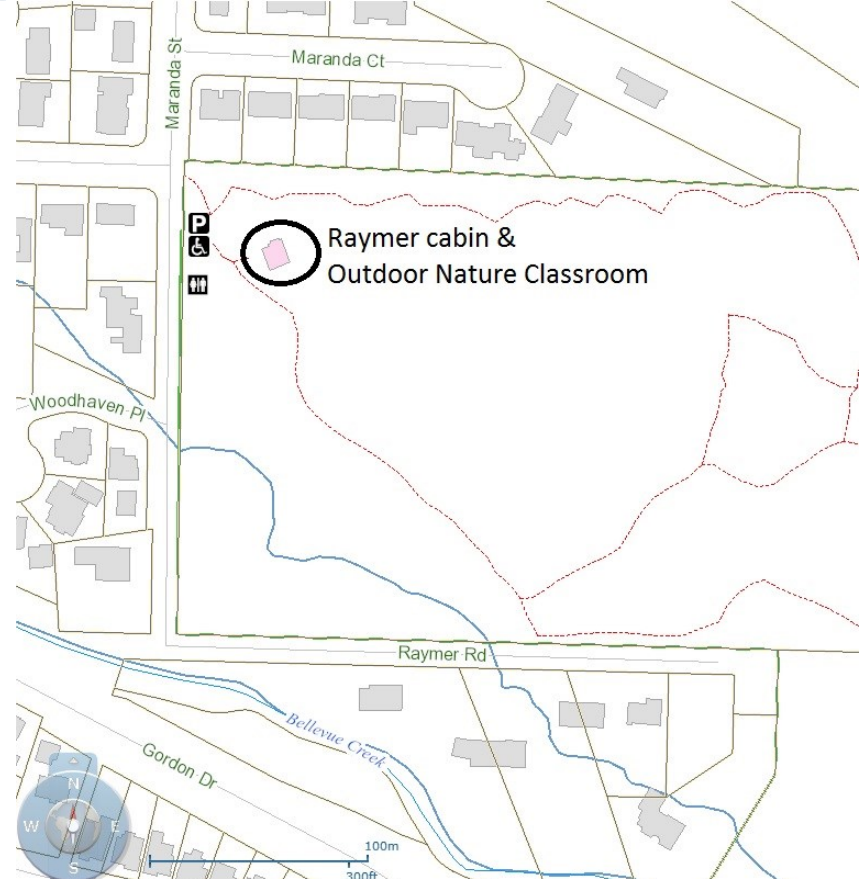 Maranda St
Maranda Ct
P
Raymer cabin &
Outdoor Nature Classroom
Woodhaven Pl
Raymer Rd
Bellevue Creek
Gordon Dr
N
W
E
S
100m
300ft